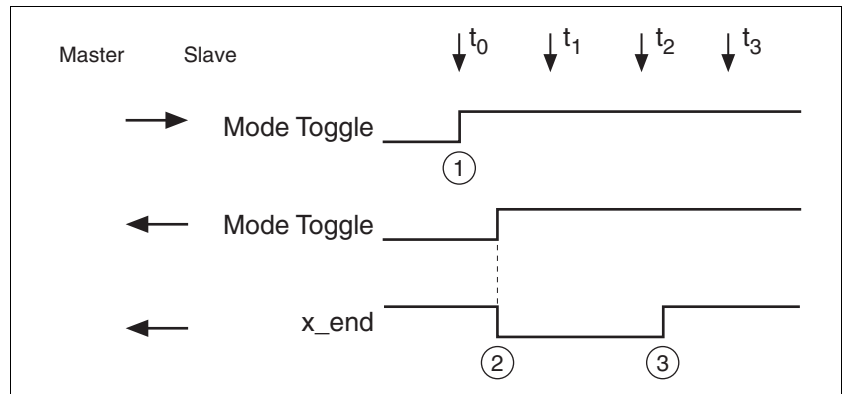 Master Slave t0 t1 t2 t3
Mode Toggle
1
Mode Toggle
x_end
2 3